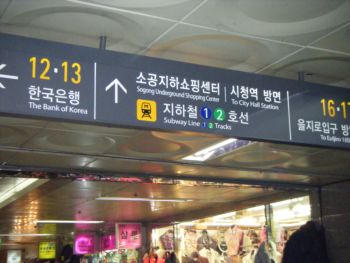 12·13
한국은행
The Bank of Korea
소공지하쇼핑센터 | 시청역 방면
Sogong Underground Shopping Center | To City Hall Station
지하철 1 2 호선
Subway Line 1 2 Tracks
16·1
을지로입구 방
To Euljiro